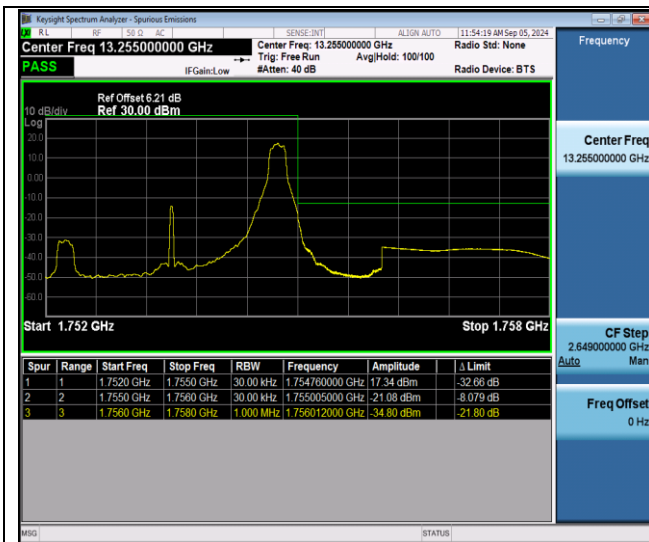 Keysight Spectrum Analyzer - Spurious Emissions
RL RF 50 Ω AC SENSE:INT ALIGN AUTO 11:54:19 AM Sep 05, 2024
Center Freq 13.255000000 GHz Center Freq: 13.255000000 GHz Radio Std: None
Trig: Free Run Avg|Hold: 100/100
PASS IFGain:Low #Atten: 40 dB Radio Device: BTS
Ref Offset 6.21 dB
10 dB/div Ref 30.00 dBm
Log
20.0
10.0
0.00
-10.0
-20.0
-30.0
-40.0
-50.0
-60.0
Start 1.752 GHz Stop 1.758 GHz
Spur Range Start Freq Stop Freq RBW Frequency Amplitude Δ Limit
1 1 1.7520 GHz 1.7550 GHz 30.00 kHz 1.754760000 GHz 17.34 dBm -32.66 dB
2 2 1.7550 GHz 1.7560 GHz 30.00 kHz 1.755005000 GHz -21.08 dBm -8.079 dB
3 3 1.7560 GHz 1.7580 GHz 1.000 MHz 1.756012000 GHz -34.80 dBm -21.80 dB
Frequency
Center Freq
13.255000000 GHz
CF Step
2.649000000 GHz
Auto Man
Freq Offset
0 Hz
MSG STATUS